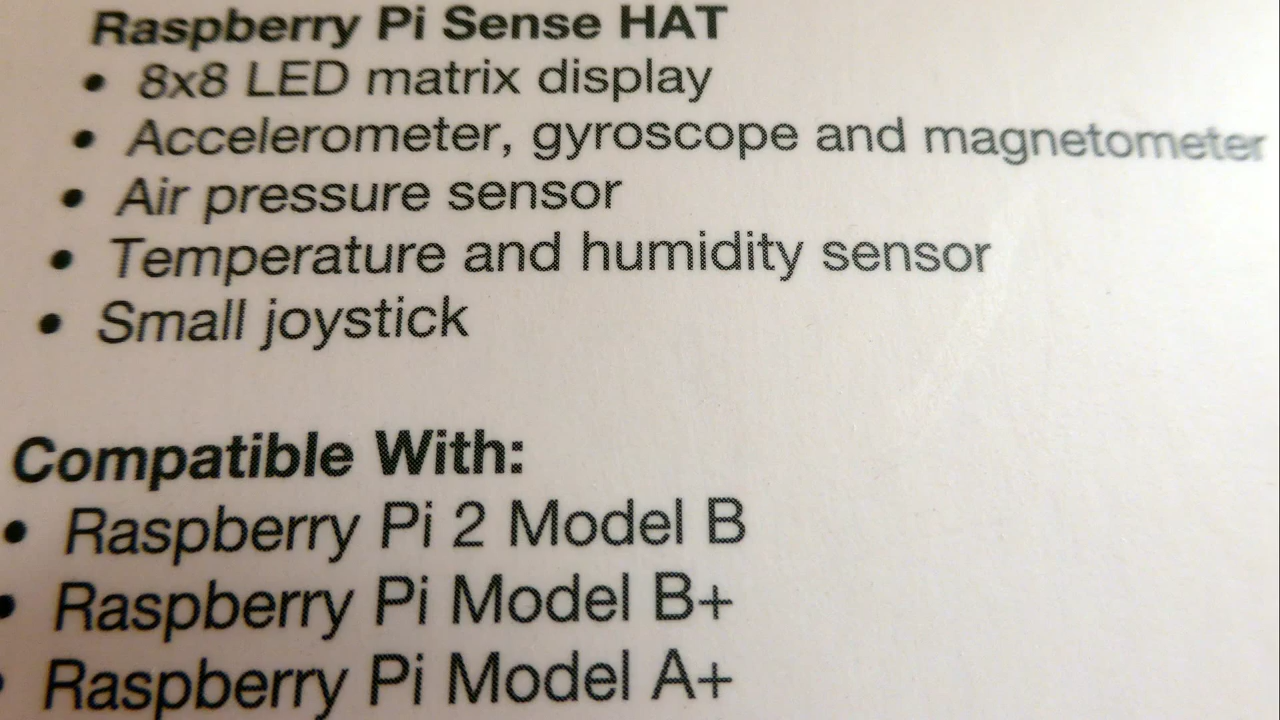 Raspberry Pi Sense HAT
• 8x8 LED matrix display
• Accelerometer, gyroscope and magnetometer
• Air pressure sensor
• Temperature and humidity sensor
• Small joystick
Compatible With:
• Raspberry Pi 2 Model B
• Raspberry Pi Model B+
• Raspberry Pi Model A+